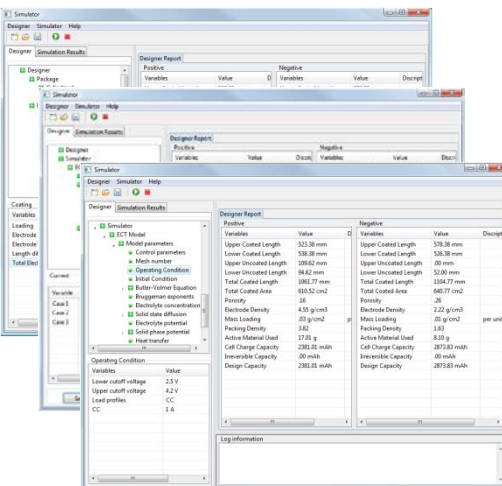 Simulator
Designer Simulator Help
Designer Simulation Results
Designer Report
Positive Negative
Variables Value D Variables Value Discript
Designer
Package
Coating
Variables
Loading
Electrode
Electrode
Length di
Total Elect
Simulator
Designer Simulator Help
Designer Simulation Results
Designer Report
Positive Negative
Variables Value Discri Variables Value Discri
Designer
Simulator
Current
Variable
Case 1
Case 2
Case 3
Simulator
Designer Simulator Help
Designer Simulation Results
Simulator
ECT Model
Model parameters
Control parameters
Mesh number
Operating Condition
Initial Condition
Butler-Volmer Equation
Bruggeman exponents
Electrolyte concentration
Solid state diffusion
Electrolyte potential
Solid phase potential
Heat transfer
Operating Condition
Variables Value
Lower cutoff voltage 2.5 V
Upper cutoff voltage 4.2 V
Load profiles CC
CC 1 A
Designer Report
Positive
Variables Value D
Upper Coated Length 523.38 mm
Lower Coated Length 538.38 mm
Upper Uncoated Length 109.62 mm
Lower Uncoated Length 94.62 mm
Total Coated Length 1061.77 mm
Total Coated Area 610.52 cm2
Porosity .16
Electrode Density 4.55 g/cm3
Mass Loading .03 g/cm2 p
Packing Density 3.82
Active Material Used 17.01 g
Cell Charge Capacity 2381.01 mAh
Irreversible Capacity .00 mAh
Design Capacity 2381.01 mAh
Negative
Variables Value Discript
Upper Coated Length 578.38 mm
Lower Coated Length 526.38 mm
Upper Uncoated Length .00 mm
Lower Uncoated Length 52.00 mm
Total Coated Length 1104.77 mm
Total Coated Area 640.77 cm2
Porosity .26
Electrode Density 2.22 g/cm3
Mass Loading .01 g/cm2 per unit
Packing Density 1.63
Active Material Used 8.10 g
Cell Charge Capacity 2873.83 mAh
Irreversible Capacity .00 mAh
Design Capacity 2873.83 mAh
Log information